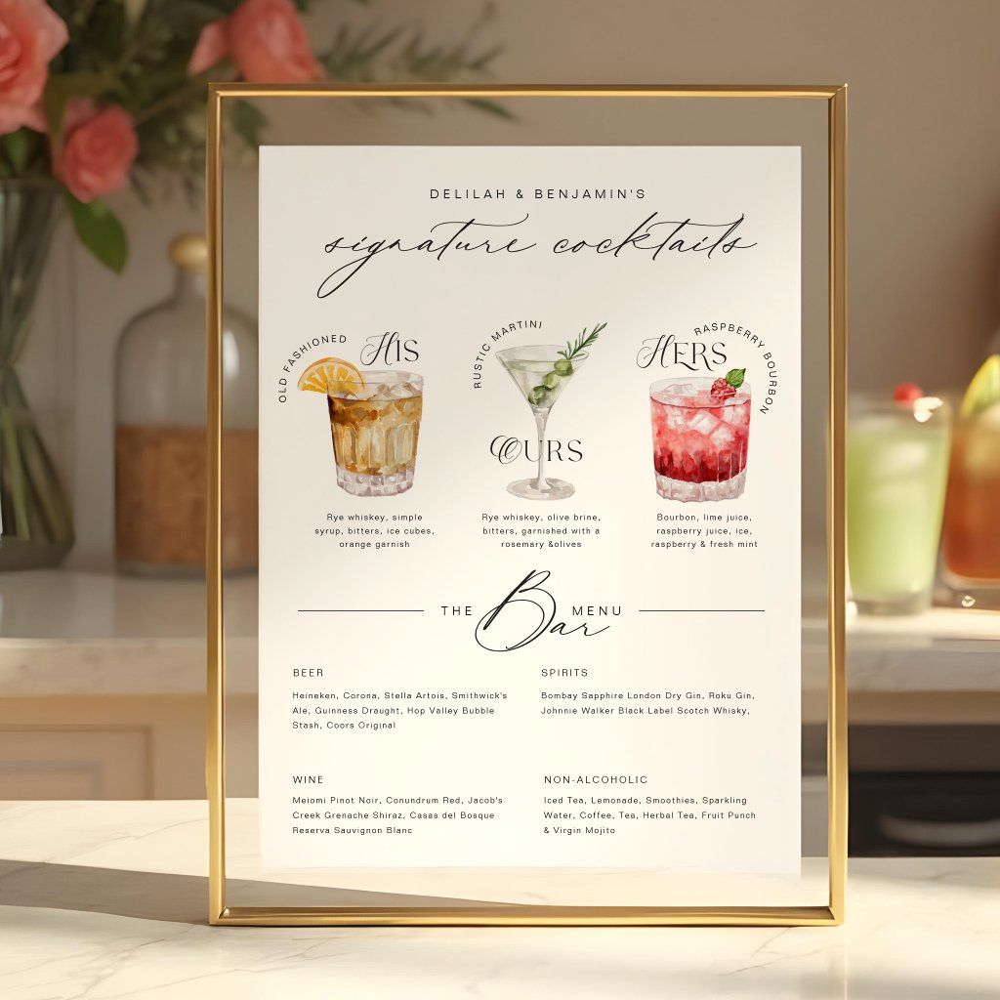 DELILAH & BENJAMIN'S
signature cocktails
OLD FASHIONED
HIS
RUSTIC MARTINI
OURS
HERS
RASPBERRY BOURBON
Rye whiskey, simple
syrup, bitters, ice cubes,
orange garnish
Rye whiskey, olive brine,
bitters, garnished with a
rosemary &olives
Bourbon, lime juice,
raspberry juice, ice,
raspberry & fresh mint
THE Bar MENU
BEER
Heineken, Corona, Stella Artois, Smithwick's
Ale, Guinness Draught, Hop Valley Bubble
Stash, Coors Original
SPIRITS
Bombay Sapphire London Dry Gin, Roku Gin,
Johnnie Walker Black Label Scotch Whisky,
WINE
Meiomi Pinot Noir, Conundrum Red, Jacob's
Creek Grenache Shiraz, Casas del Bosque
Reserva Sauvignon Blanc
NON-ALCOHOLIC
Iced Tea, Lemonade, Smoothies, Sparkling
Water, Coffee, Tea, Herbal Tea, Fruit Punch
& Virgin Mojito